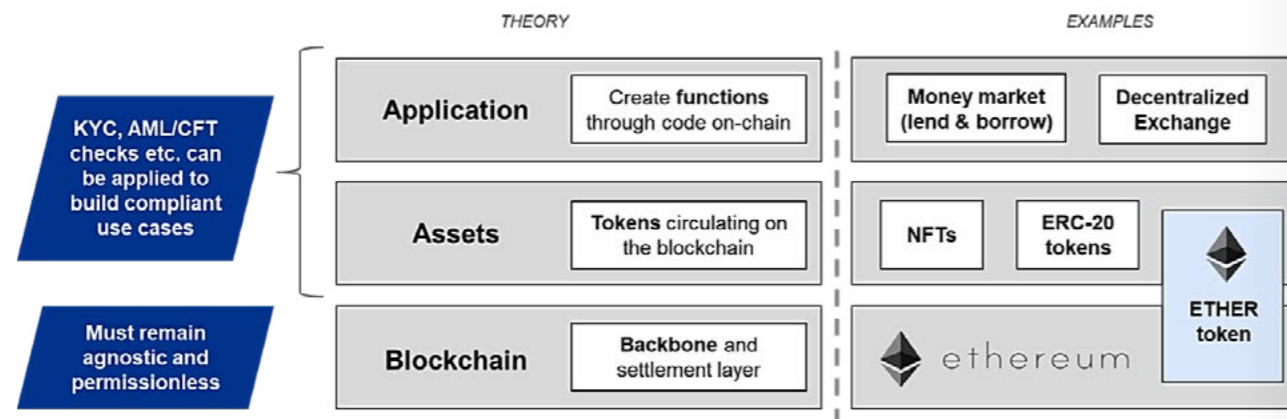 THEORY
EXAMPLES
KYC, AML/CFT
checks etc. can
be applied to
build compliant
use cases
Application
Create functions
through code on-chain
Money market
(lend & borrow)
Decentralized
Exchange
Assets
Tokens circulating on
the blockchain
NFTs
ERC-20
tokens
ETHER
token
Must remain
agnostic and
permissionless
Blockchain
Backbone and
settlement layer
ethereum